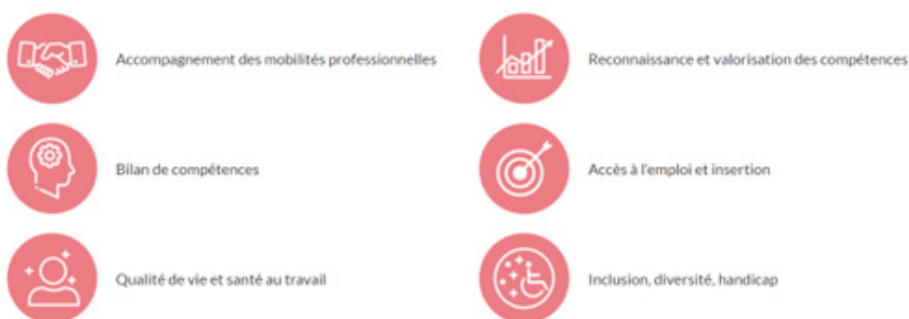 Accompagnement des mobilités professionnelles
Reconnaissance et valorisation des compétences
Bilan de compétences
Accès à l'emploi et insertion
Qualité de vie et santé au travail
Inclusion, diversité, handicap